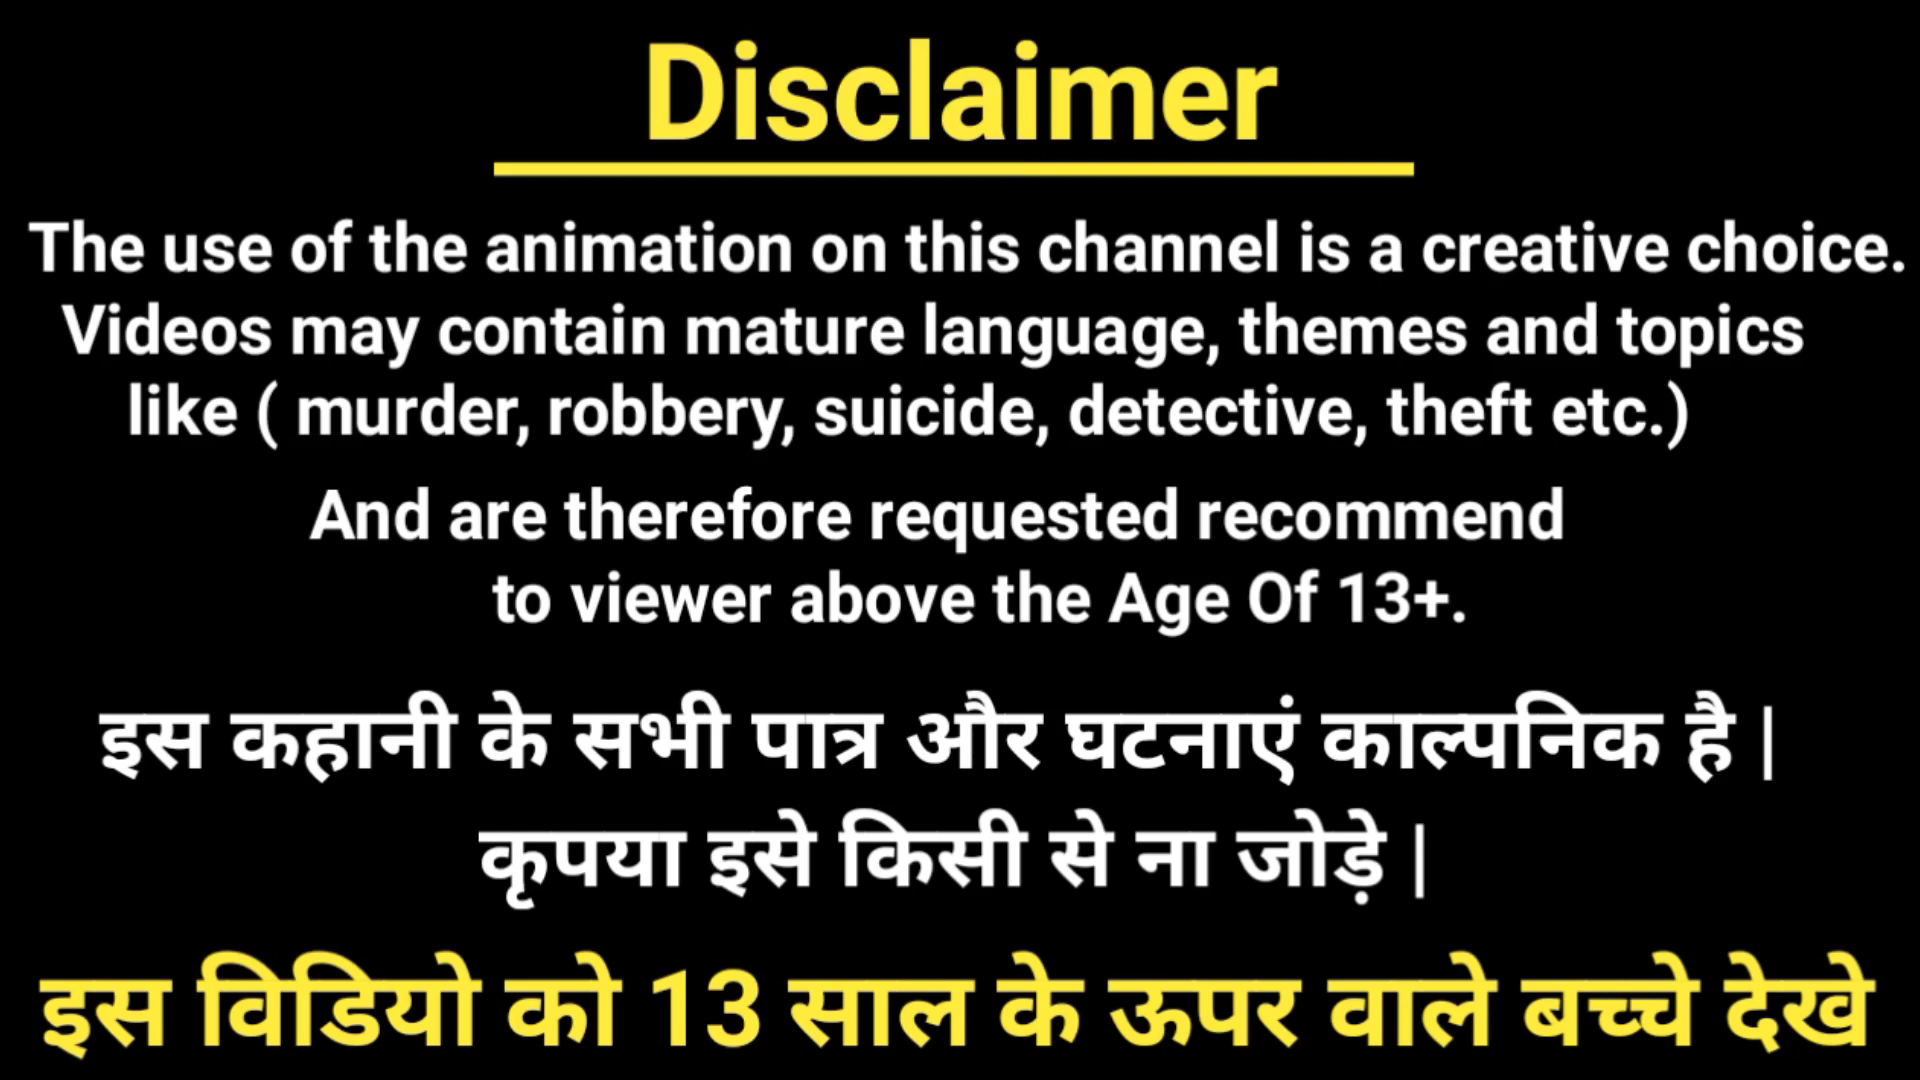 Disclaimer
The use of the animation on this channel is a creative choice.
Videos may contain mature language, themes and topics
like ( murder, robbery, suicide, detective, theft etc.)
And are therefore requested recommend
to viewer above the Age Of 13+.
इस कहानी के सभी पात्र और घटनाएं काल्पनिक है |
कृपया इसे किसी से ना जोड़े |
इस विडियो को 13 साल के ऊपर वाले बच्चे देखे